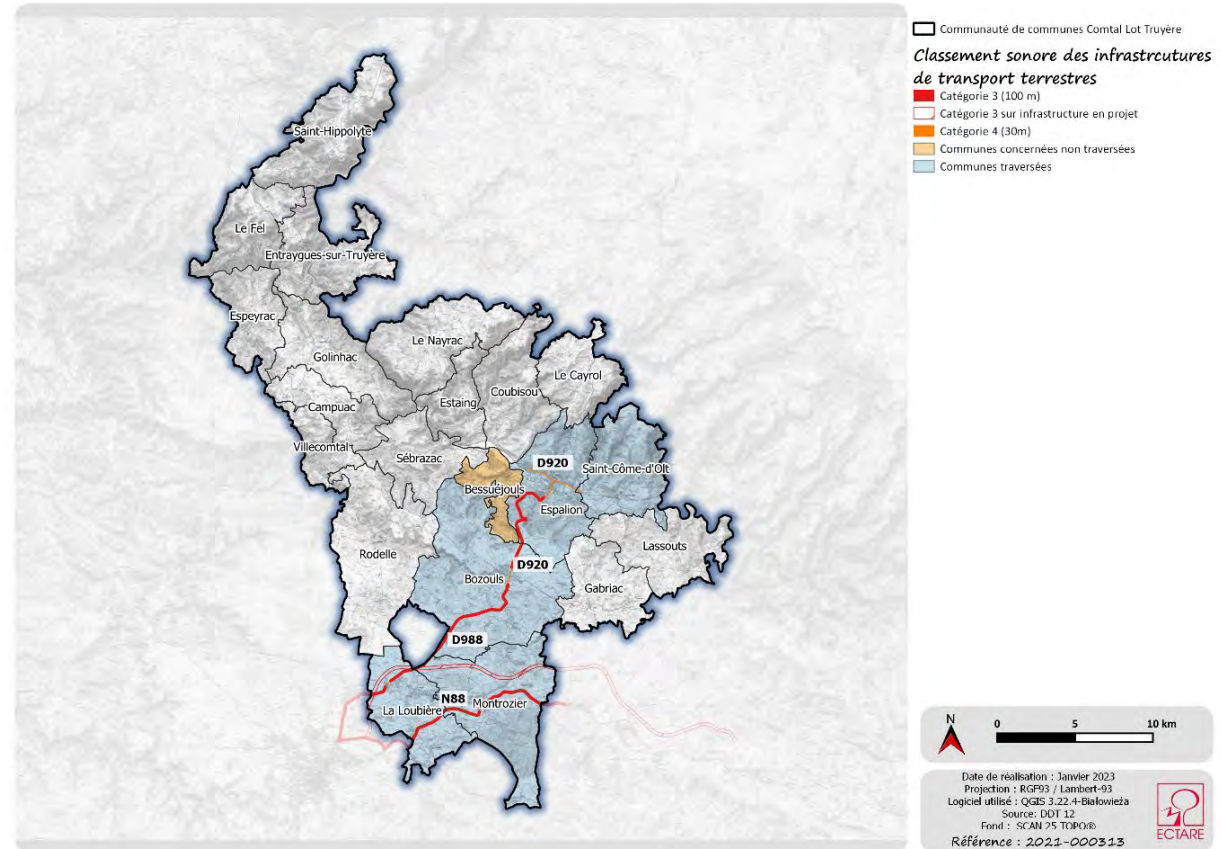 Communauté de communes Comtal Lot Truyère
Classement sonore des infrastrcutures
de transport terrestres
Catégorie 3 (100 m)
Catégorie 3 sur infrastructure en projet
Catégorie 4 (30m)
Communes concernées non traversées
Communes traversées
Saint-Hippolyte
Le Fel
Entraygues-sur-Truyère
Espeyrac
Golinhac
Le Nayrac
Le Cayrol
Coubisou
Estaing
Campuac
Villecomtal
Sébrazac
D920
Saint-Côme-d'Olt
Bessuéjouls
Espalion
Lassouts
Rodelle
D920
Bozouls
Gabriac
D988
N88
Montrozier
La Loubière
N
0 5 10 km
Date de réalisation : Janvier 2023
Projection : RGF93 / Lambert-93
Logiciel utilisé : QGIS 3.22.4-Białowieża
Source: DDT 12
Fond : SCAN 25 TOPO®
Référence : 2021-000313
ECTARE